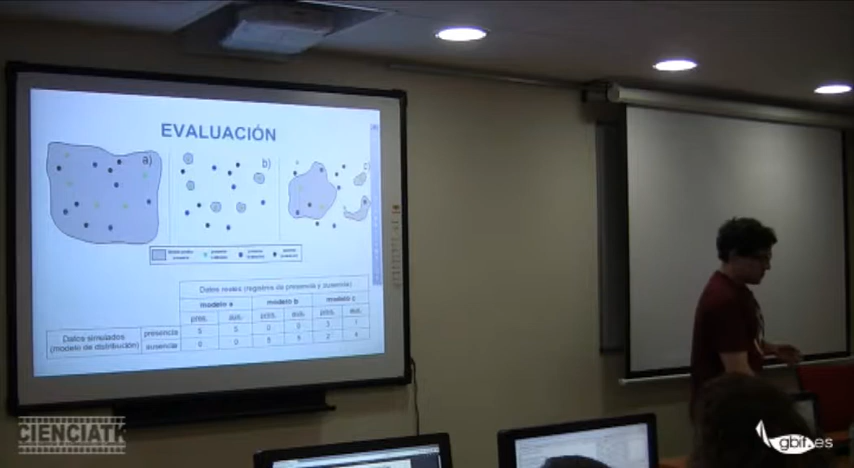 EVALUACIÓN
a)
b)
c)
Datos reales (registros de presencia y ausencia)
modelo a modelo b modelo c
pres. aus. pres. aus. pres. aus.
Datos simulados
(modelo de distribución)
presencia 5 5 0 0 3 1
ausencia 0 0 5 5 2 4
CIENCIATK
gbif.es